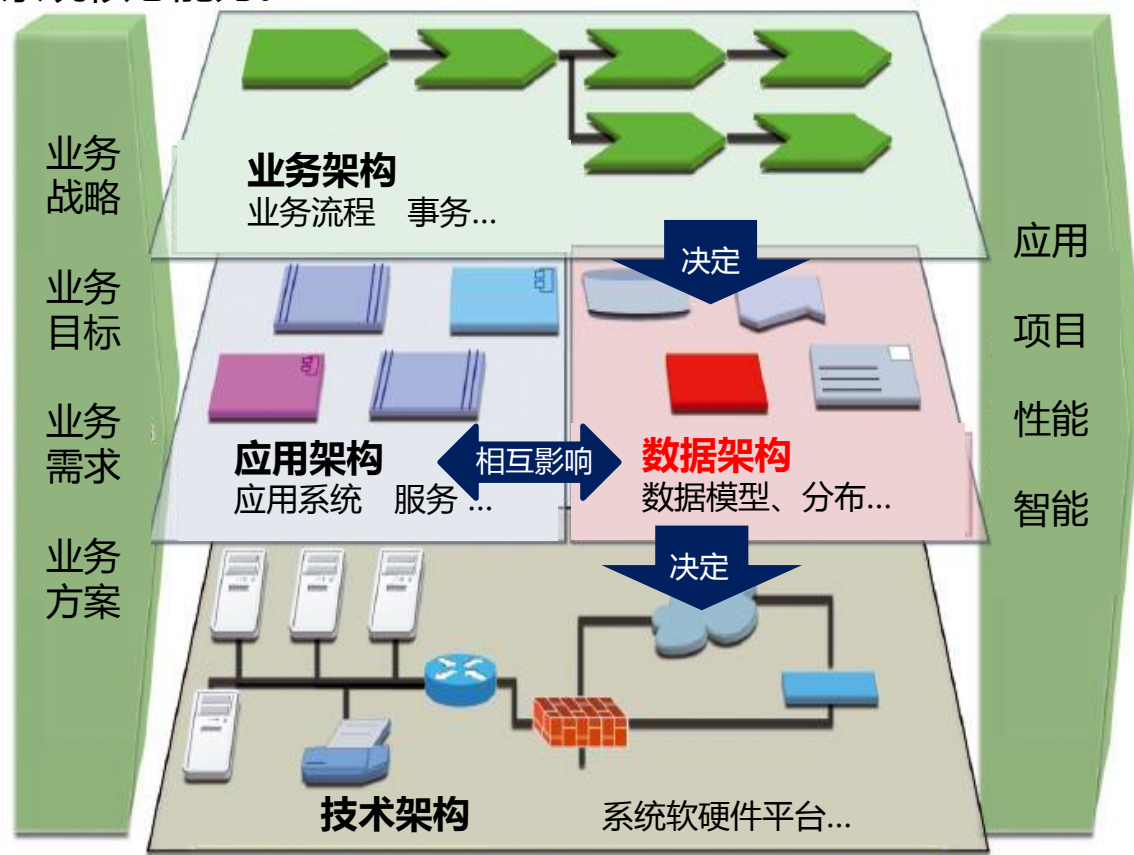 业务
战略
业务
目标
业务
需求
业务
方案
业务架构
业务流程 事务...
决定
应用架构
应用系统 服务 ...
相互影响
数据架构
数据模型、分布...
决定
技术架构
系统软硬件平台...
应用
项目
性能
智能